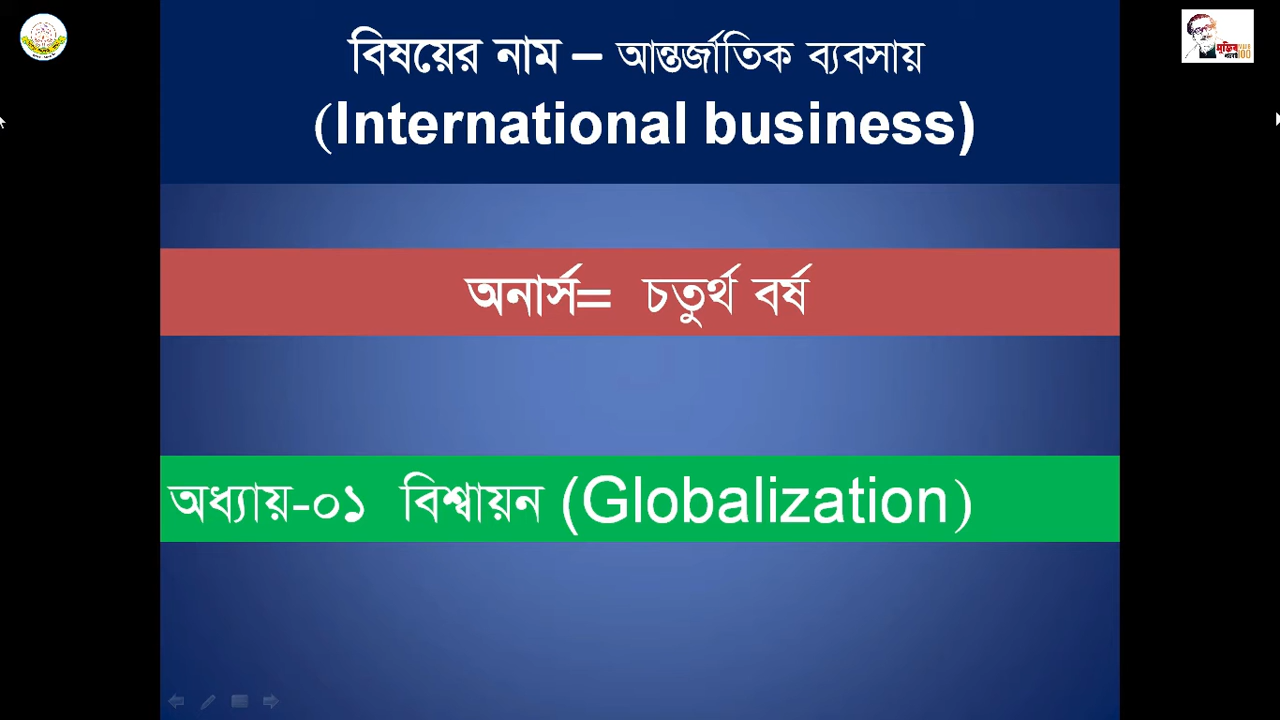 বিষয়ের নাম – আন্তর্জাতিক ব্যবসায়
(International business)
অনার্স= চতুর্থ বর্ষ
অধ্যায়-০১ বিশ্বায়ন (Globalization)